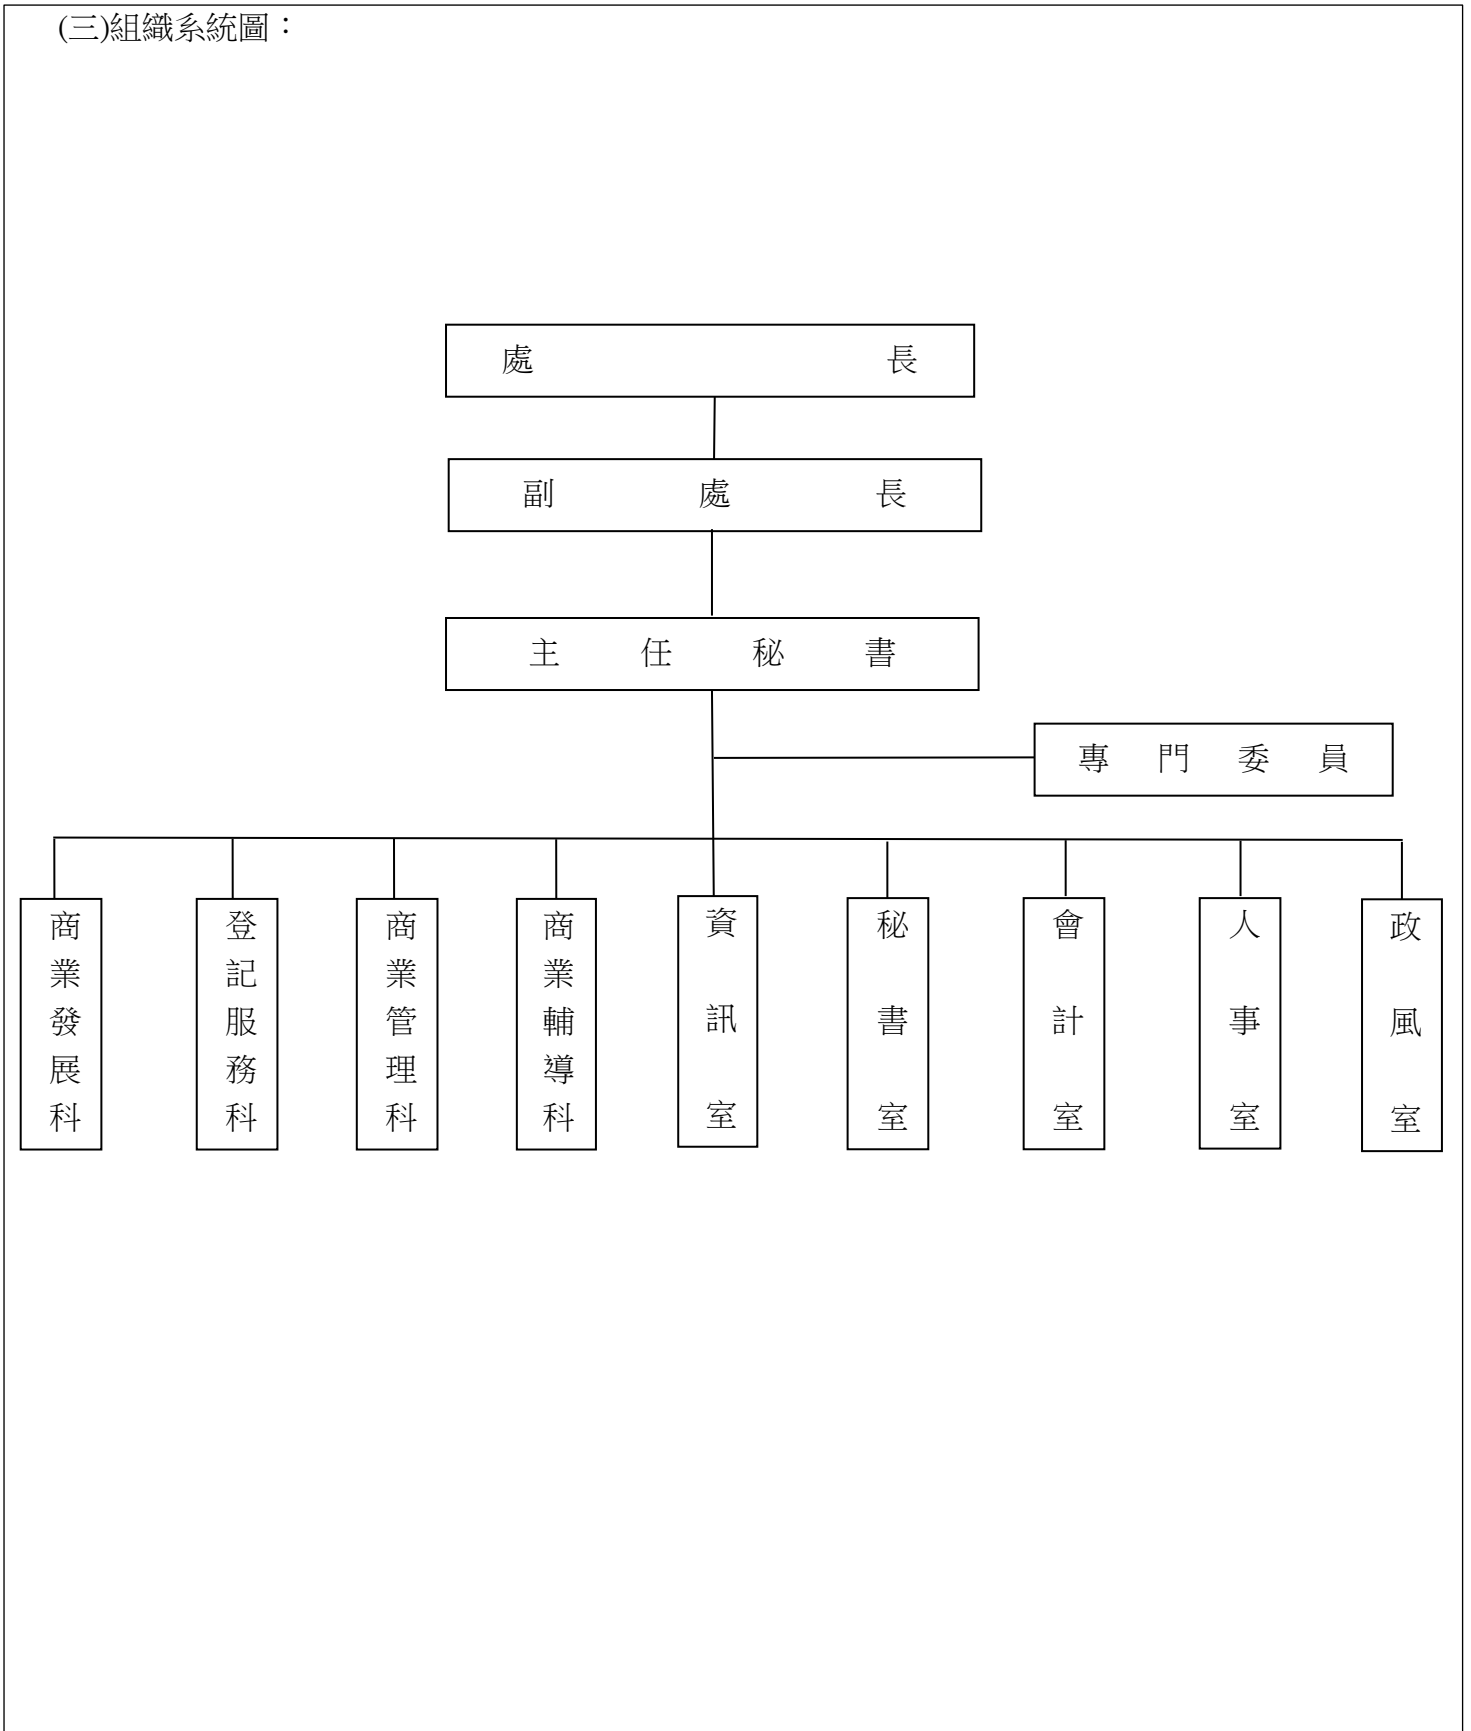 (三)組織系統圖：
處長
副處長
主任秘書
專門委員
商業發展科
登記服務科
商業管理科
商業輔導科
資訊室
秘書室
會計室
人事室
政風室